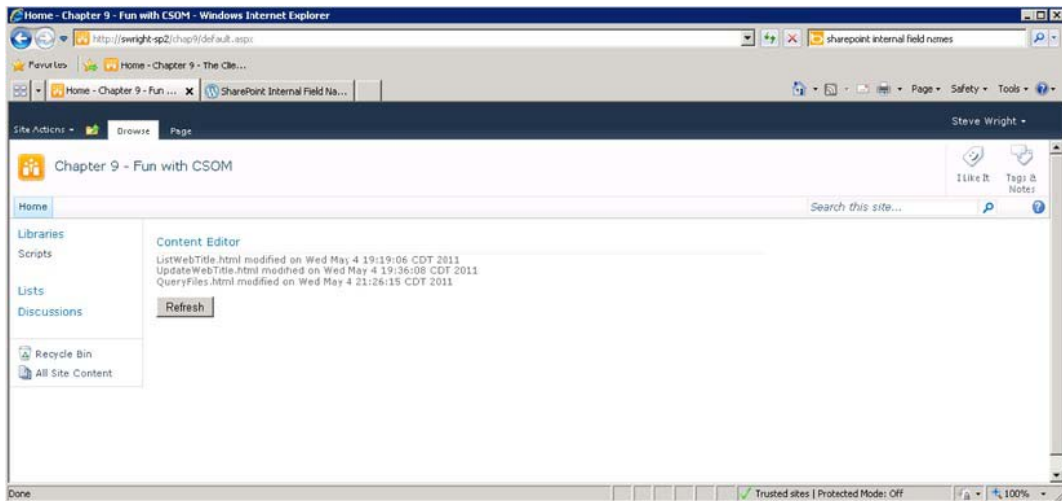 Home - Chapter 9 - Fun with CSOM - Windows Internet Explorer
http://swright-sp2/chap9/default.aspx
sharepoint internal field names
Favorites Home - Chapter 9 - The Clie...
Home - Chapter 9 - Fun ... SharePoint Internal Field Na...
Page Safety Tools
Site Actions Browse Page Steve Wright
Chapter 9 - Fun with CSOM
I Like It Tags & Notes
Home Search this site...
Libraries
Scripts
Lists
Discussions
Recycle Bin
All Site Content
Content Editor
ListWebTitle.html modified on Wed May 4 19:19:06 CDT 2011
UpdateWebTitle.html modified on Wed May 4 19:36:08 CDT 2011
QueryFiles.html modified on Wed May 4 21:26:15 CDT 2011
Refresh
Done Trusted sites | Protected Mode: Off 100%